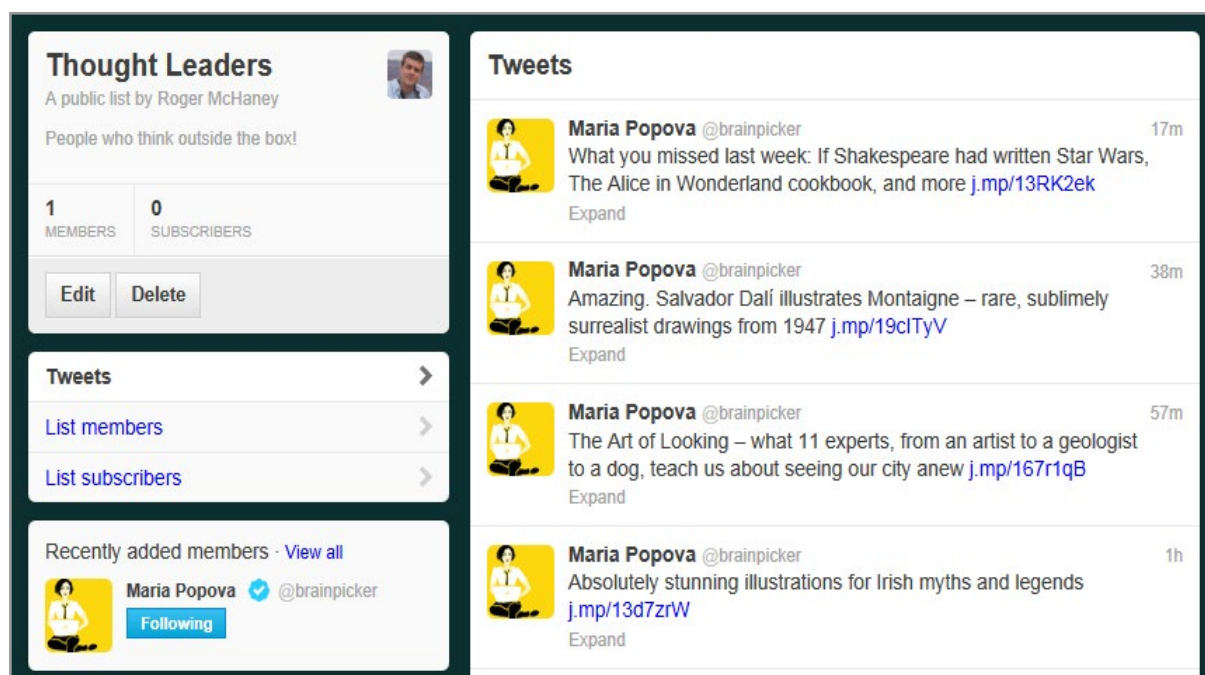 Thought Leaders
A public list by Roger McHaney
People who think outside the box!
1
MEMBERS
0
SUBSCRIBERS
Edit
Delete
Tweets
List members
List subscribers
Recently added members · View all
Maria Popova @brainpicker
Following
Tweets
Maria Popova @brainpicker 17m
What you missed last week: If Shakespeare had written Star Wars,
The Alice in Wonderland cookbook, and more j.mp/13RK2ek
Expand
Maria Popova @brainpicker 38m
Amazing. Salvador Dalí illustrates Montaigne – rare, sublimely
surrealist drawings from 1947 j.mp/19cITyV
Expand
Maria Popova @brainpicker 57m
The Art of Looking – what 11 experts, from an artist to a geologist
to a dog, teach us about seeing our city anew j.mp/167r1qB
Expand
Maria Popova @brainpicker 1h
Absolutely stunning illustrations for Irish myths and legends
j.mp/13d7zrW
Expand